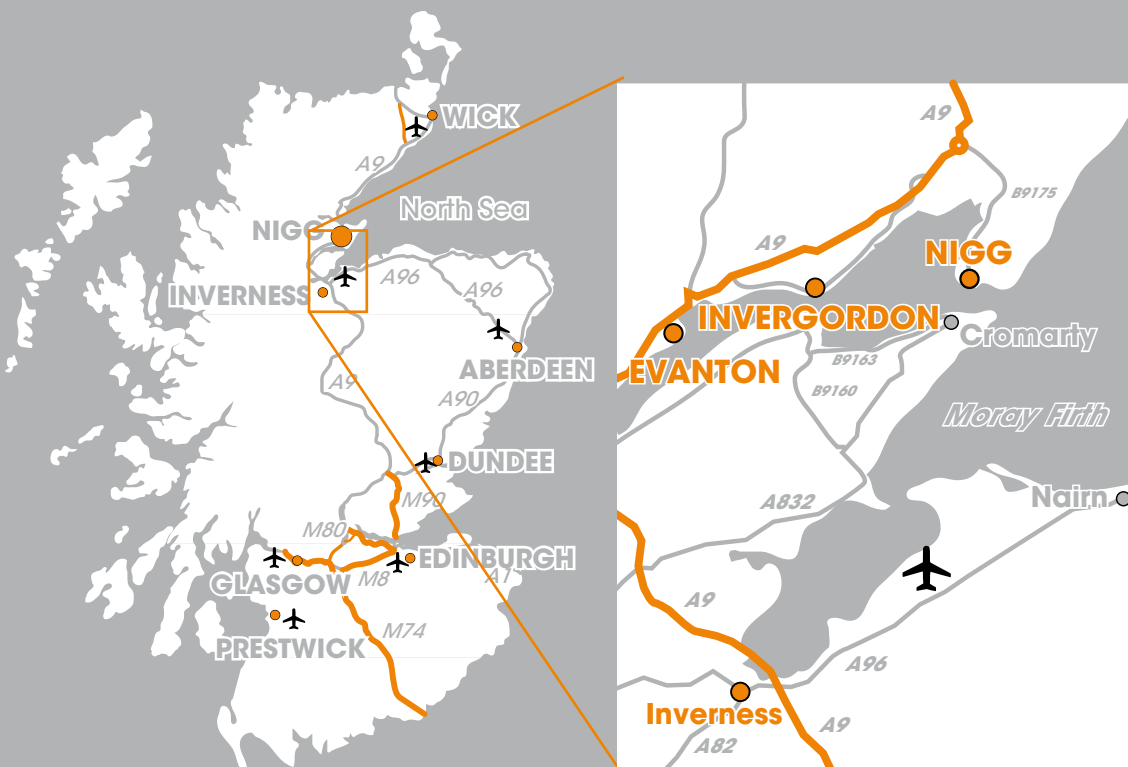 WICK
A9
North Sea
NIGG
A96
INVERNESS
A96
ABERDEEN
A9
A90
DUNDEE
M90
M80
EDINBURGH
GLASGOW
M8
A1
M74
PRESTWICK
A9
B9175
A9
NIGG
INVERGORDON
Cromarty
EVANTON
B9163
B9160
Moray Firth
A832
Nairn
A9
A96
Inverness
A9
A82